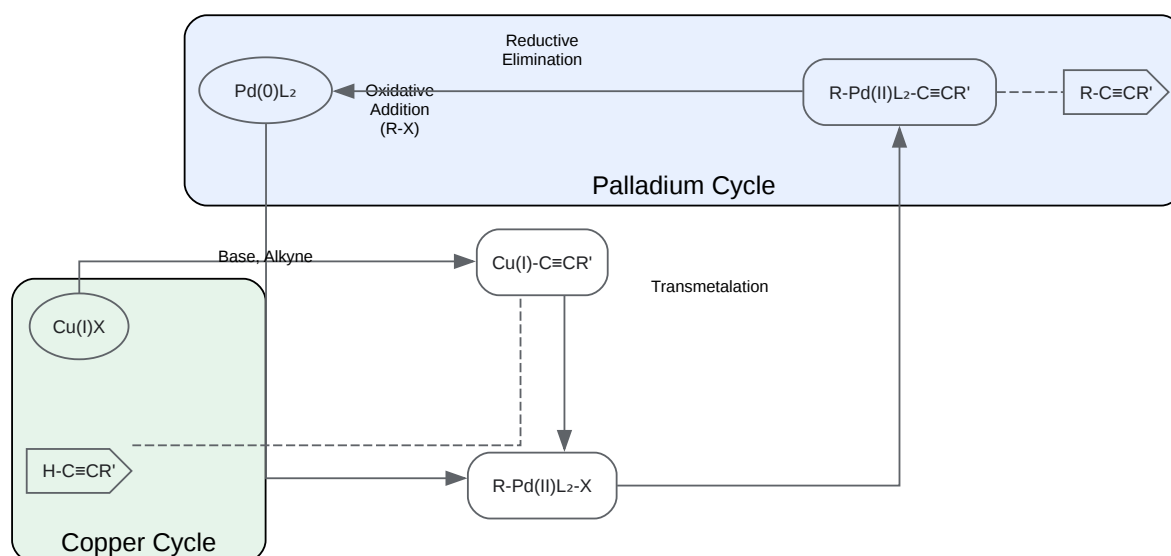 Reductive
Elimination
Pd(0)L₂
Oxidative
Addition
(R-X)
R-Pd(II)L₂-C≡CR'
R-C≡CR'
Palladium Cycle
Base, Alkyne
Cu(I)-C≡CR'
Transmetalation
Cu(I)X
H-C≡CR'
R-Pd(II)L₂-X
Copper Cycle